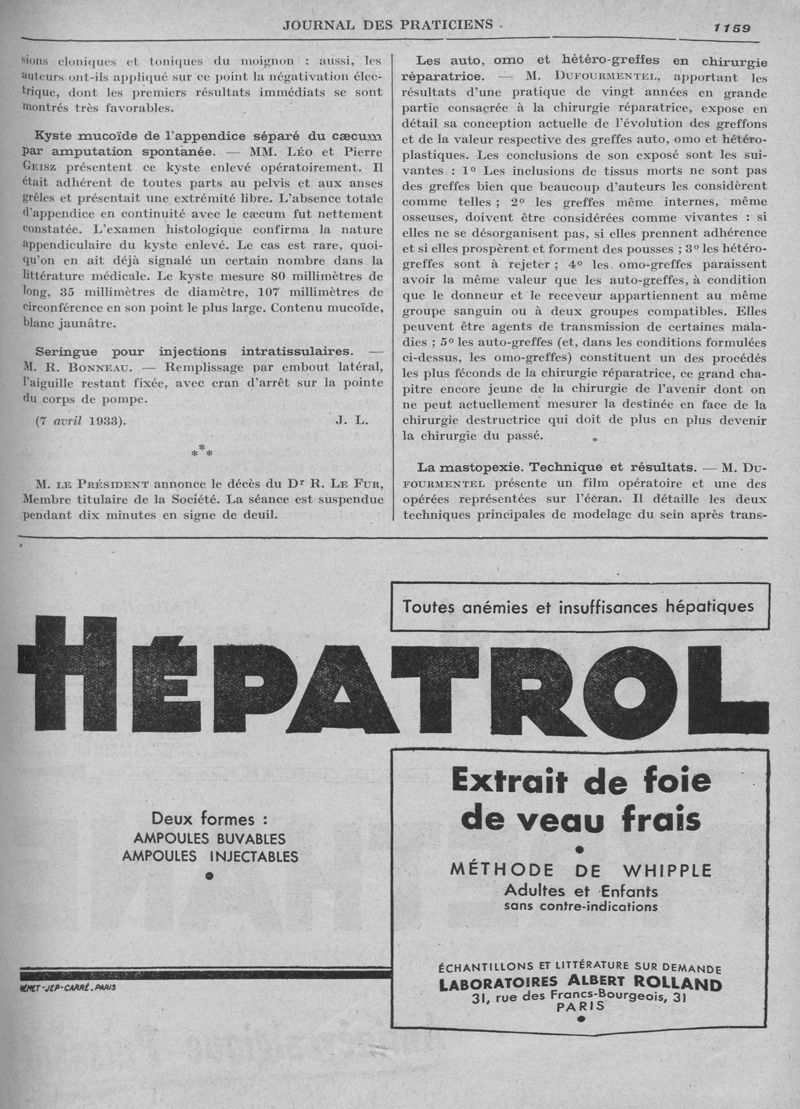 JOURNAL DES PRATICIENS
1159
sions cloniques et toniques du moignon : aussi, les
auteurs ont-ils appliqué sur ce point la négativation élec-
trique, dont les premiers résultats immédiats se sont
montrés très favorables.
Kyste mucoïde de l'appendice séparé du cæcum
par amputation spontanée. — MM. LÉO et Pierre
GEISZ présentent ce kyste enlevé opératoirement. Il
était adhérent de toutes parts au pelvis et aux anses
grêles et présentait une extrémité libre. L'absence totale
d'appendice en continuité avec le cæcum fut nettement
constatée. L'examen histologique confirma la nature
appendiculaire du kyste enlevé. Le cas est rare, quoi-
qu'on en ait déjà signalé un certain nombre dans la
littérature médicale. Le kyste mesure 80 millimètres de
long, 35 millimètres de diamètre, 107 millimètres de
circonférence en son point le plus large. Contenu mucoïde,
blanc jaunâtre.
Seringue pour injections intratissulaires. —
M. R. BONNEAU. — Remplissage par embout latéral,
l'aiguille restant fixée, avec cran d'arrêt sur la pointe
du corps de pompe.
(7 avril 1933). J. L.
***
M. LE PRÉSIDENT annonce le décès du Dr R. LE FUR,
Membre titulaire de la Société. La séance est suspendue
pendant dix minutes en signe de deuil.
Les auto, omo et hétéro-greffes en chirurgie
réparatrice. — M. DUFOURMENTEL, apportant les
résultats d'une pratique de vingt années en grande
partie consacrée à la chirurgie réparatrice, expose en
détail sa conception actuelle de l'évolution des greffons
et de la valeur respective des greffes auto, omo et hétéro-
plastiques. Les conclusions de son exposé sont les sui-
vantes : 1° Les inclusions de tissus morts ne sont pas
des greffes bien que beaucoup d'auteurs les considèrent
comme telles ; 2° les greffes même internes, même
osseuses, doivent être considérées comme vivantes : si
elles ne se désorganisent pas, si elles prennent adhérence
et si elles prospèrent et forment des pousses ; 3° les hétéro-
greffes sont à rejeter ; 4° les omo-greffes paraissent
avoir la même valeur que les auto-greffes, à condition
que le donneur et le receveur appartiennent au même
groupe sanguin ou à deux groupes compatibles. Elles
peuvent être agents de transmission de certaines mala-
dies ; 5° les auto-greffes (et, dans les conditions formulées
ci-dessus, les omo-greffes) constituent un des procédés
les plus féconds de la chirurgie réparatrice, ce grand cha-
pitre encore jeune de la chirurgie de l'avenir dont on
ne peut actuellement mesurer la destinée en face de la
chirurgie destructrice qui doit de plus en plus devenir
la chirurgie du passé.
La mastopexie. Technique et résultats. — M. DU-
FOURMENTEL présente un film opératoire et une des
opérées représentées sur l'écran. Il détaille les deux
techniques principales de modelage du sein après trans-
Toutes anémies et insuffisances hépatiques
HÉPATROL
Deux formes :
AMPOULES BUVABLES
AMPOULES INJECTABLES
Extrait de foie
de veau frais
MÉTHODE DE WHIPPLE
Adultes et Enfants
sans contre-indications
ÉCHANTILLONS ET LITTÉRATURE SUR DEMANDE
LABORATOIRES ALBERT ROLLAND
31, rue des Francs-Bourgeois, 31
PARIS
NÉMET-JEP-CARRÉ.PARIS